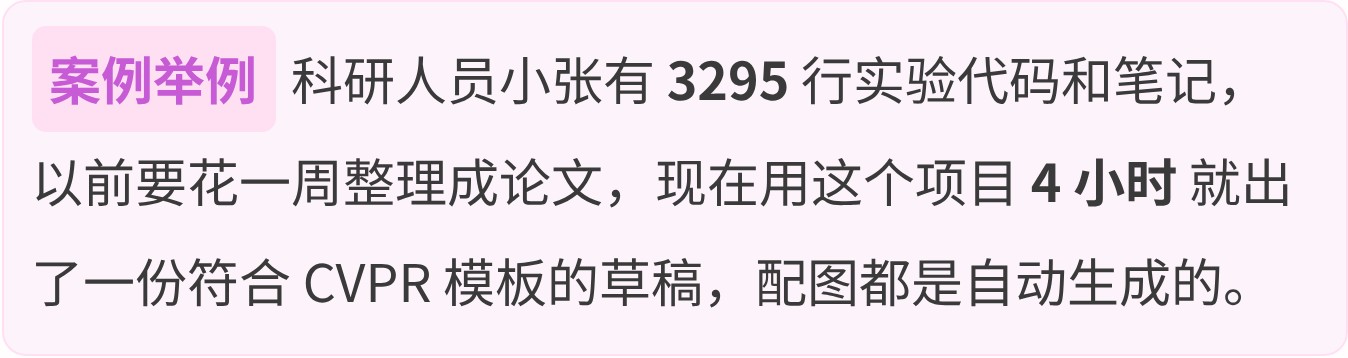 案例举例 科研人员小张有 3295 行实验代码和笔记，
以前要花一周整理成论文，现在用这个项目 4 小时 就出
了一份符合 CVPR 模板的草稿，配图都是自动生成的。